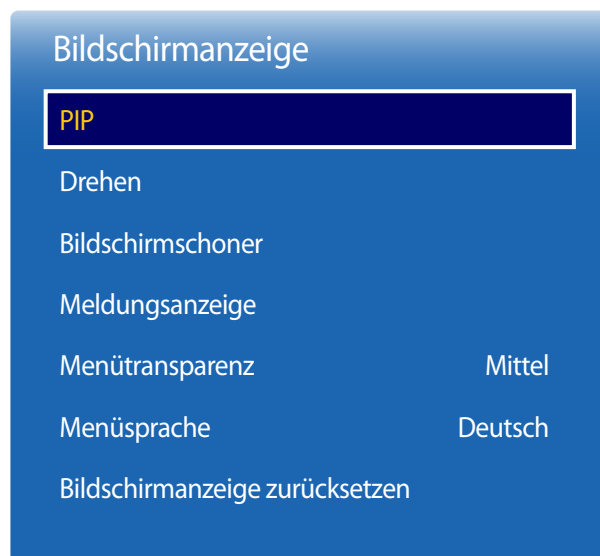 Bildschirmanzeige
PIP
Drehen
Bildschirmschoner
Meldungsanzeige
Menütransparenz Mittel
Menüsprache Deutsch
Bildschirmanzeige zurücksetzen